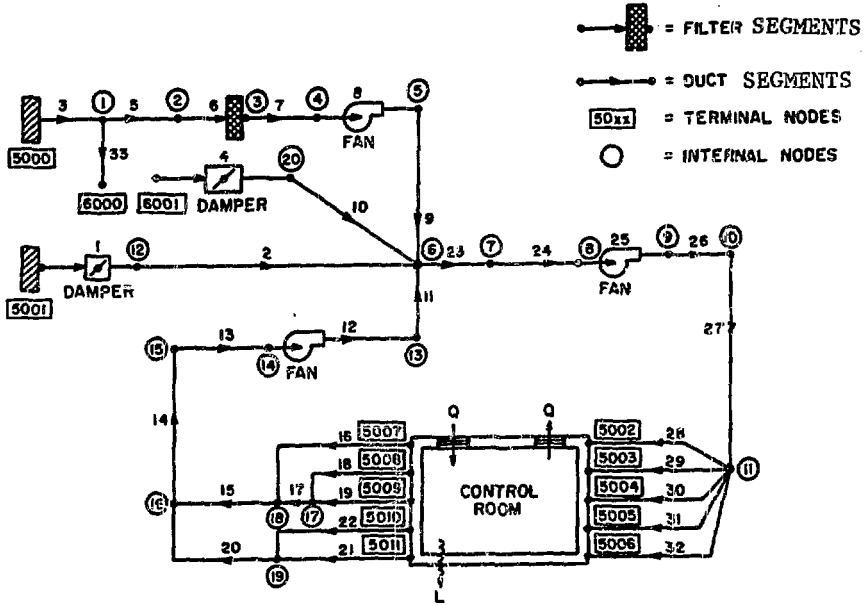 = FILTER SEGMENTS
= DUCT SEGMENTS
50xx = TERMINAL NODES
= INTERNAL NODES
3 1 5 2 6 3 7 4 8 5
FAN
5000
33
4 20
6000 6001 DAMPER
10 9
1 12 2 6 23 7 24 8 25 9 26 10
5001 DAMPER FAN
11
15 13 14 12 13
FAN
27
14
16 5007 Q Q 5002 28
18 5008 5003 29 11
17 19 5009 CONTROL 5004 30
16 15 18 17 ROOM
22 5010 5005 31
20 19 21 5011 5006 32
L